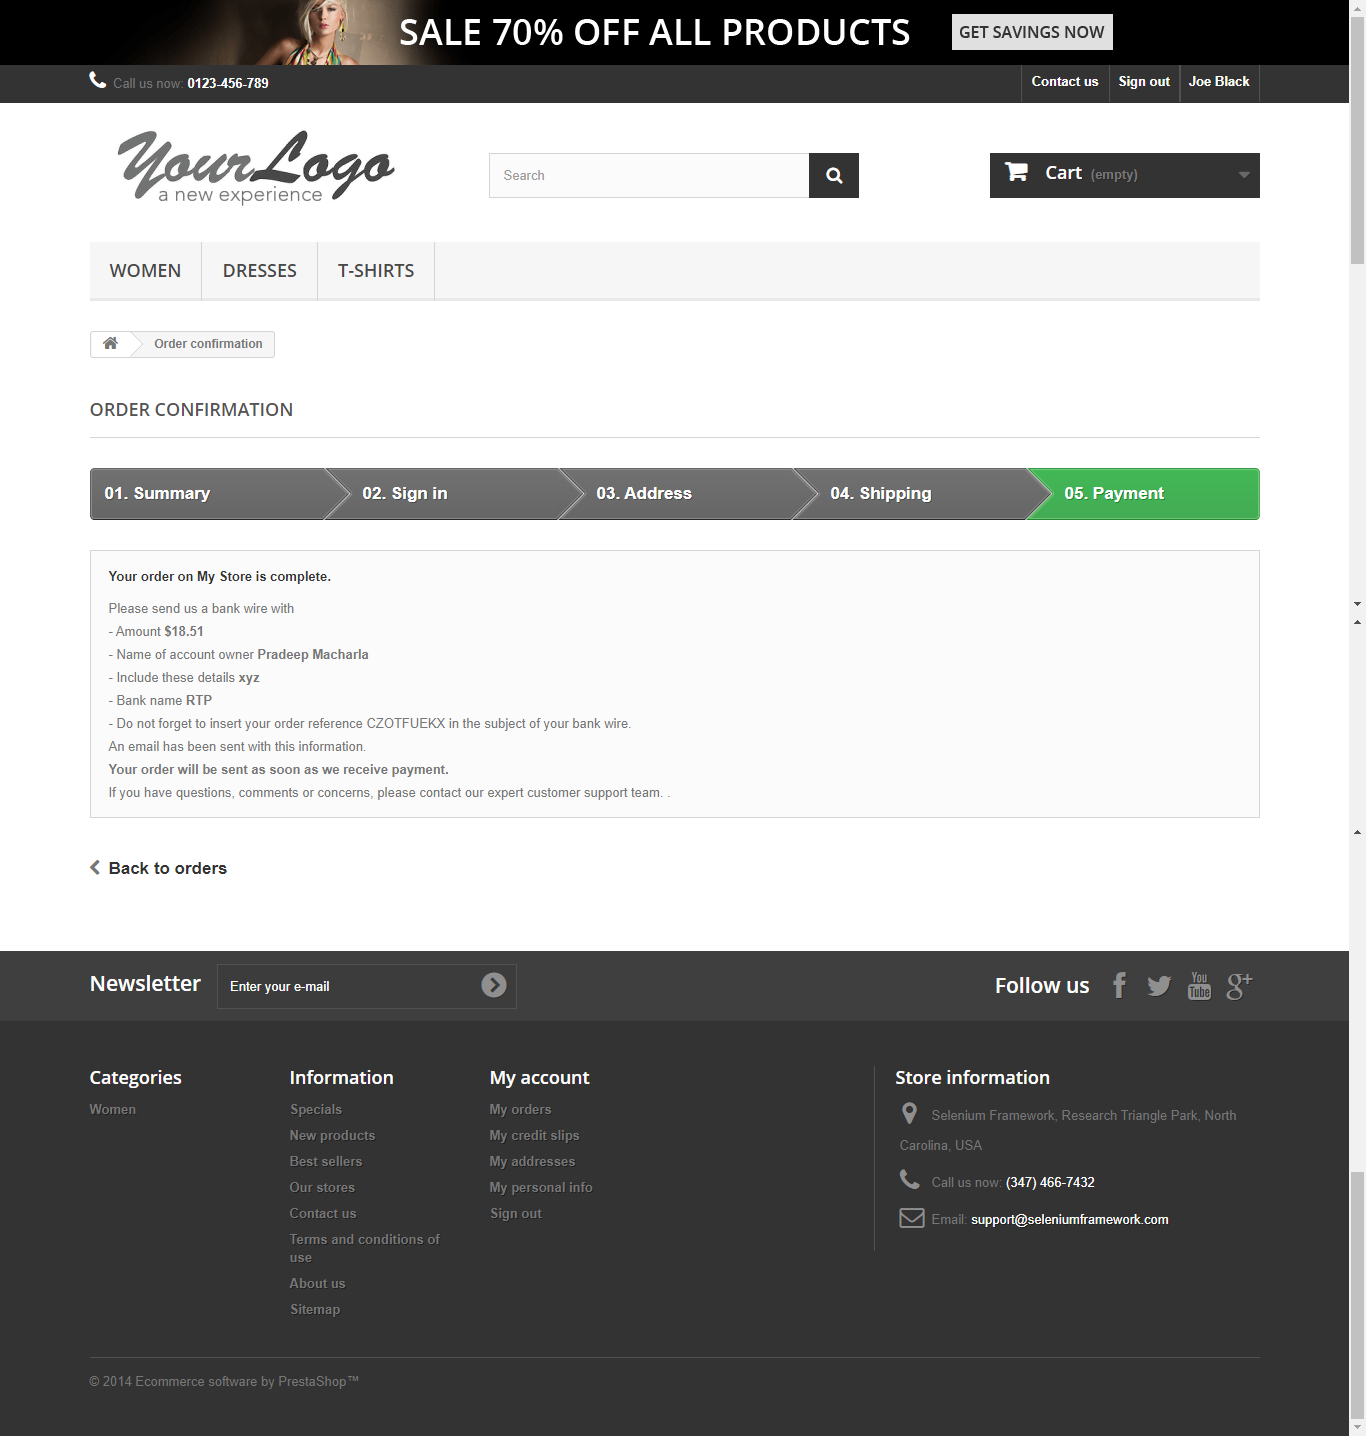 SALE 70% OFF ALL PRODUCTS GET SAVINGS NOW
Call us now: 0123-456-789 Contact us Sign out Joe Black
Your Logo
a new experience
Search
Cart (empty)
WOMEN DRESSES T-SHIRTS
Order confirmation
ORDER CONFIRMATION
01. Summary 02. Sign in 03. Address 04. Shipping 05. Payment
Your order on My Store is complete.
Please send us a bank wire with
- Amount $18.51
- Name of account owner Pradeep Macharla
- Include these details xyz
- Bank name RTP
- Do not forget to insert your order reference CZOTFUEKX in the subject of your bank wire.
An email has been sent with this information.
Your order will be sent as soon as we receive payment.
If you have questions, comments or concerns, please contact our expert customer support team. .
Back to orders
Newsletter Enter your e-mail Follow us
You
Tube
g+
Categories
Women
Information
Specials
New products
Best sellers
Our stores
Contact us
Terms and conditions of
use
About us
Sitemap
My account
My orders
My credit slips
My addresses
My personal info
Sign out
Store information
Selenium Framework, Research Triangle Park, North
Carolina, USA
Call us now: (347) 466-7432
Email: support@seleniumframework.com
© 2014 Ecommerce software by PrestaShop™